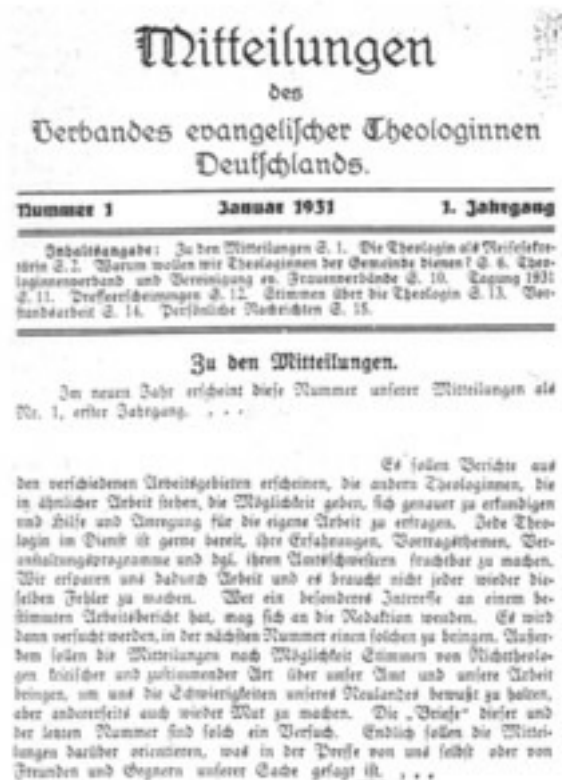 Mitteilungen
des
Verbandes evangelischer Theologinnen
Deutschlands.
Nummer 1 Januar 1931 1. Jahrgang
Inhaltsangabe: Zu den Mitteilungen S. 1. Die Theologin als Reisesekre-
tärin S. 2. Warum wollen wir Theologinnen der Gemeinde dienen? S. 6. Theo-
loginnenverband und Vereinigung ev. Frauenverbände S. 10. Tagung 1931
S. 11. Presseerscheinungen S. 12. Stimmen über die Theologin S. 13. Vor-
standsarbeit S. 14. Persönliche Nachrichten S. 15.
Zu den Mitteilungen.
Im neuen Jahr erscheint diese Nummer unserer Mitteilungen als
Nr. 1, erster Jahrgang. . . .
Es sollen Berichte aus
den verschiedenen Arbeitsgebieten erscheinen, die andern Theologinnen, die
in ähnlicher Arbeit stehen, die Möglichkeit geben, sich genauer zu erkundigen
und Hilfe und Anregung für die eigene Arbeit zu erfragen. Jede Theo-
login im Dienst ist gerne bereit, ihre Erfahrungen, Vortragsthemen, Ver-
anstaltungsprogramme und dgl. ihren Amtsschwestern fruchtbar zu machen.
Wir ersparen uns dadurch Arbeit und es braucht nicht jeder wieder die-
selben Fehler zu machen. Wer ein besonderes Interesse an einem be-
stimmten Arbeitsbericht hat, mag sich an die Redaktion wenden. Es wird
dann versucht werden, in der nächsten Nummer einen solchen zu bringen. Außer-
dem sollen die Mitteilungen nach Möglichkeit Stimmen von Nichttheolo-
gen kritischer und zustimmender Art über unser Amt und unsere Arbeit
bringen, um uns die Schwierigkeiten unseres Neulandes bewußt zu halten,
aber andererseits auch wieder Mut zu machen. Die „Briefe“ dieser und
der letzten Nummer sind solch ein Versuch. Endlich sollen die Mittei-
lungen darüber orientieren, was in der Presse von uns selbst oder von
Freunden und Gegnern unserer Sache gesagt ist. . . .